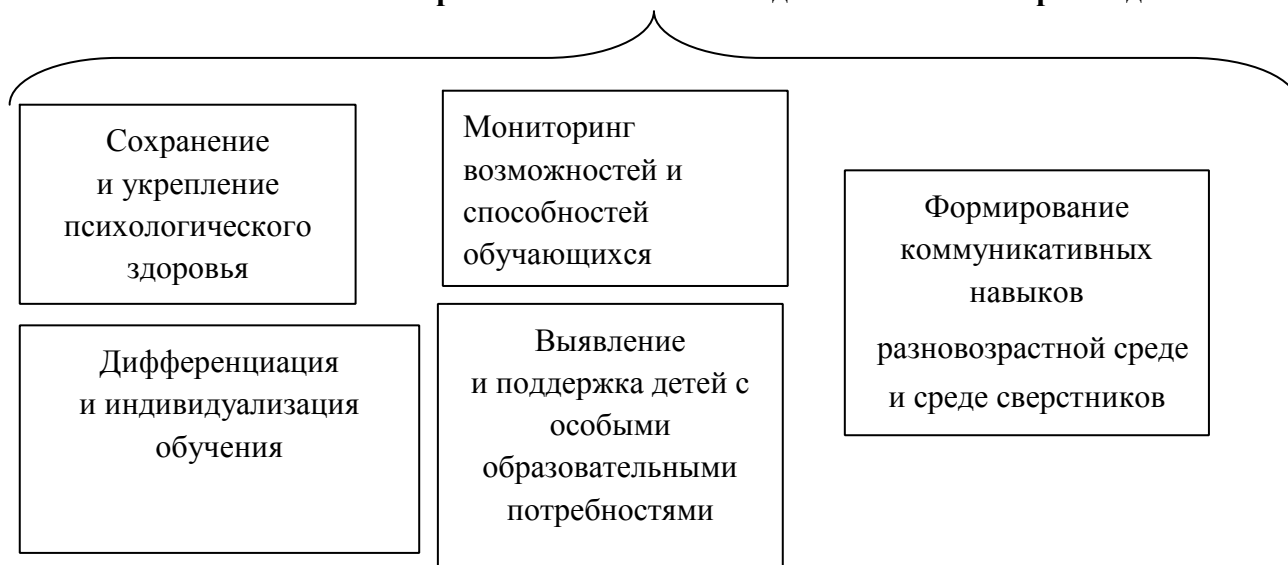 Сохранение
и укрепление
психологического
здоровья
Мониторинг
возможностей и
способностей
обучающихся
Формирование
коммуникативных
навыков
разновозрастной среде
и среде сверстников
Дифференциация
и индивидуализация
обучения
Выявление
и поддержка детей с
особыми
образовательными
потребностями